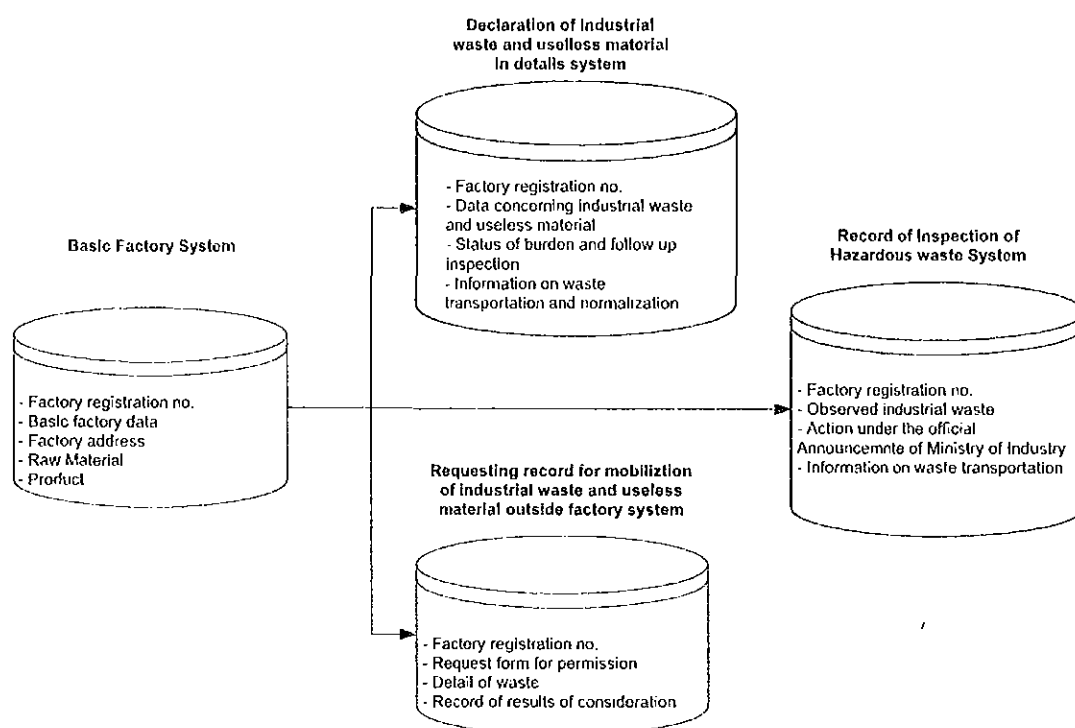 Declaration of Industrial
waste and useless material
in details system
- Factory registration no.
- Data concerning industrial waste
and useless material
- Status of burden and follow up
inspection
- Information on waste
transportation and normalization
Basic Factory System
- Factory registration no.
- Basic factory data
- Factory address
- Raw Material
- Product
Record of Inspection of
Hazardous waste System
- Factory registration no.
- Observed industrial waste
- Action under the official
Announcemnte of Ministry of Industry
- Information on waste transportation
Requesting record for mobiliztion
of industrial waste and useless
material outside factory system
- Factory registration no.
- Request form for permission
- Detail of waste
- Record of results of consideration